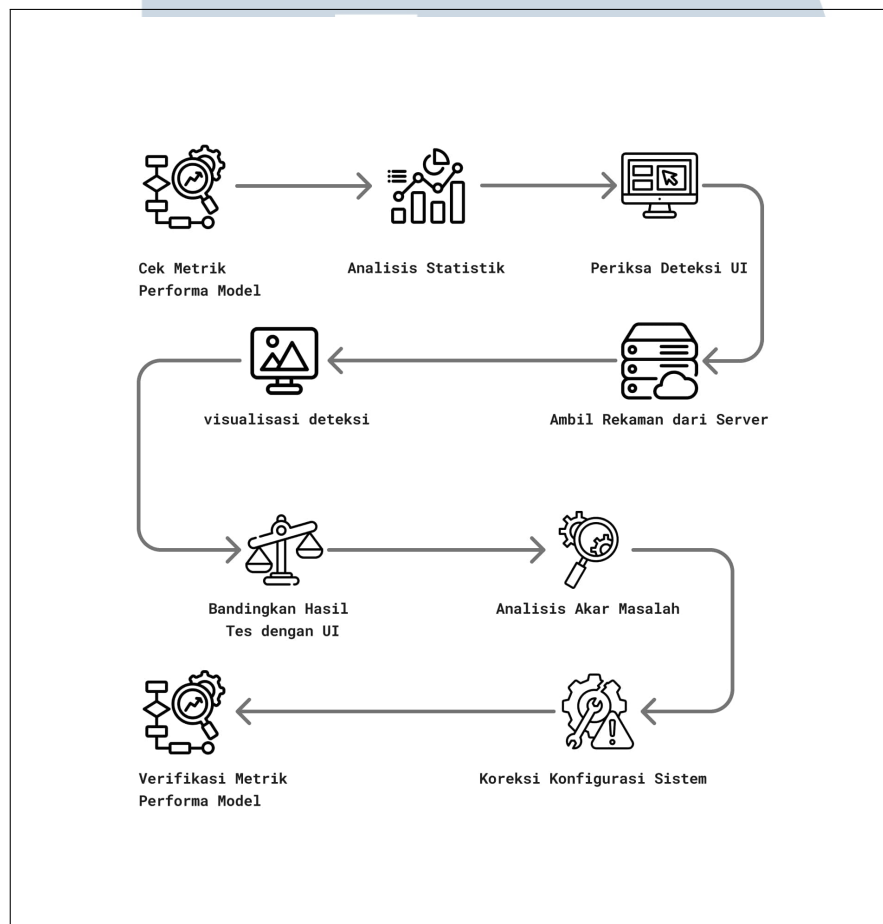 Cek Metrik
Performa Model
Analisis Statistik
Periksa Deteksi UI
visualisasi deteksi
Ambil Rekaman dari Server
Bandingkan Hasil
Tes dengan UI
Analisis Akar Masalah
Verifikasi Metrik
Performa Model
Koreksi Konfigurasi Sistem